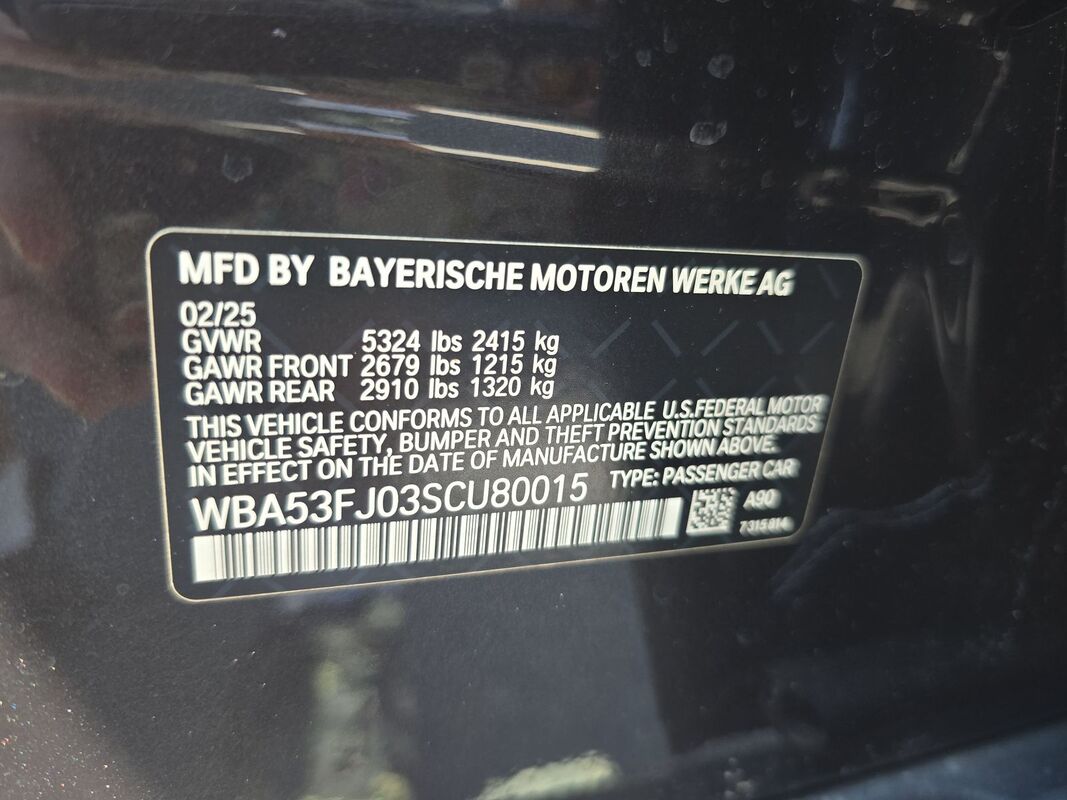 MFD BY BAYERISCHE MOTOREN WERKE AG
02/25
GVWR 5324 lbs 2415 kg
GAWR FRONT 2679 lbs 1215 kg
GAWR REAR 2910 lbs 1320 kg
THIS VEHICLE CONFORMS TO ALL APPLICABLE U.S.FEDERAL MOTOR
VEHICLE SAFETY, BUMPER AND THEFT PREVENTION STANDARDS
IN EFFECT ON THE DATE OF MANUFACTURE SHOWN ABOVE.
WBA53FJ03SCU80015 TYPE: PASSENGER CAR
A90
7315014